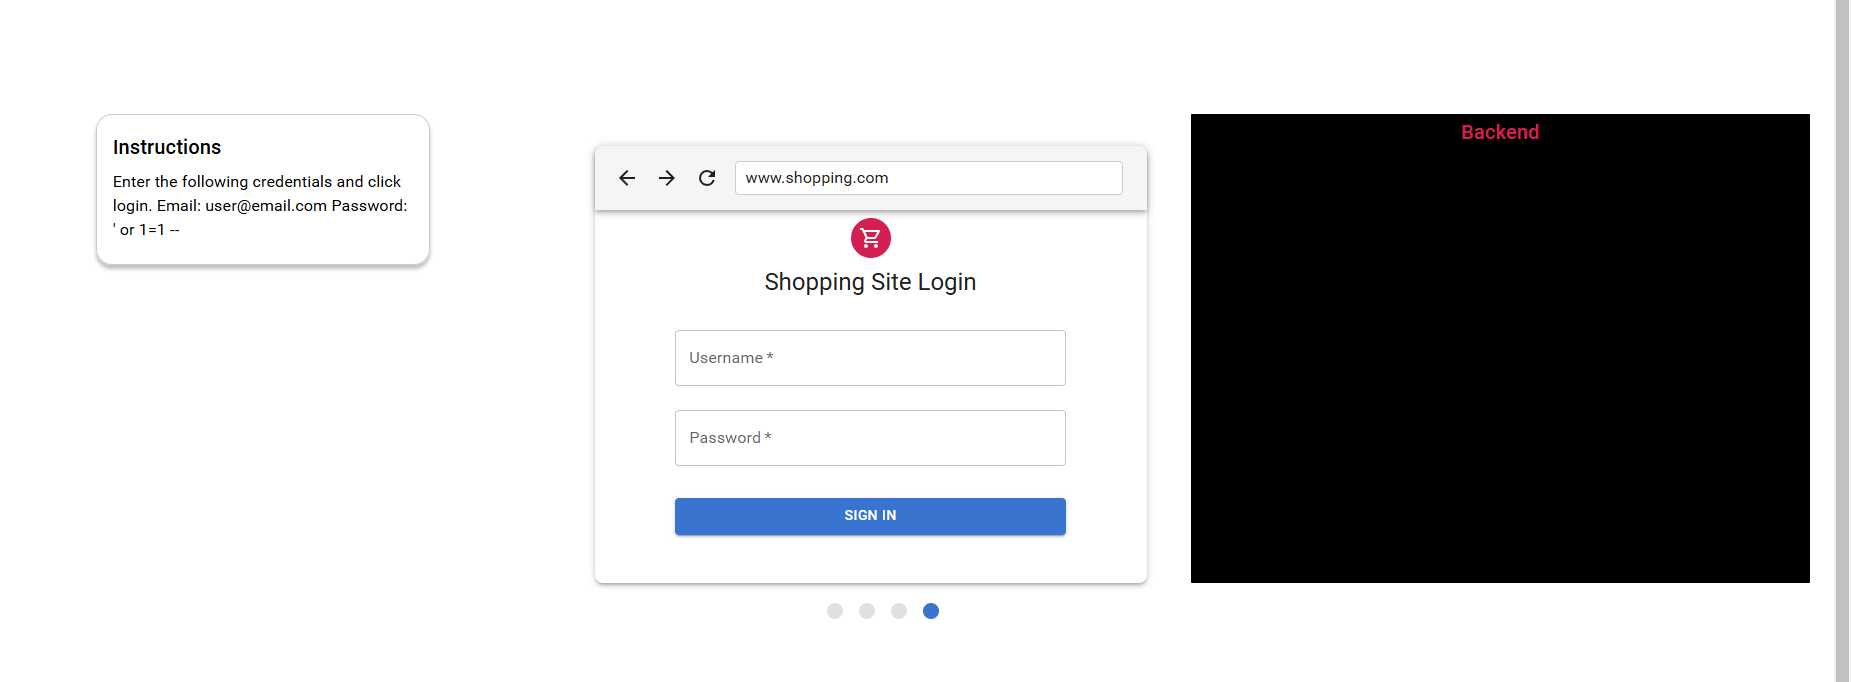 Instructions
Enter the following credentials and click
login. Email: user@email.com Password:
' or 1=1 --
www.shopping.com
Shopping Site Login
Username *
Password *
SIGN IN
Backend